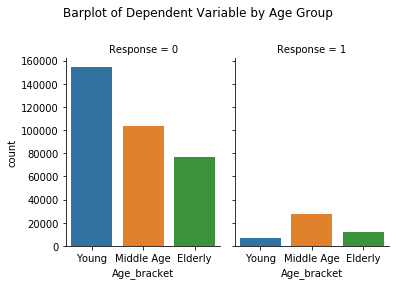 Barplot of Dependent Variable by Age Group
Response = 0
Response = 1
160000
140000
120000
100000
80000
60000
40000
20000
0
count
Young Middle Age Elderly
Young Middle Age Elderly
Age_bracket
Age_bracket